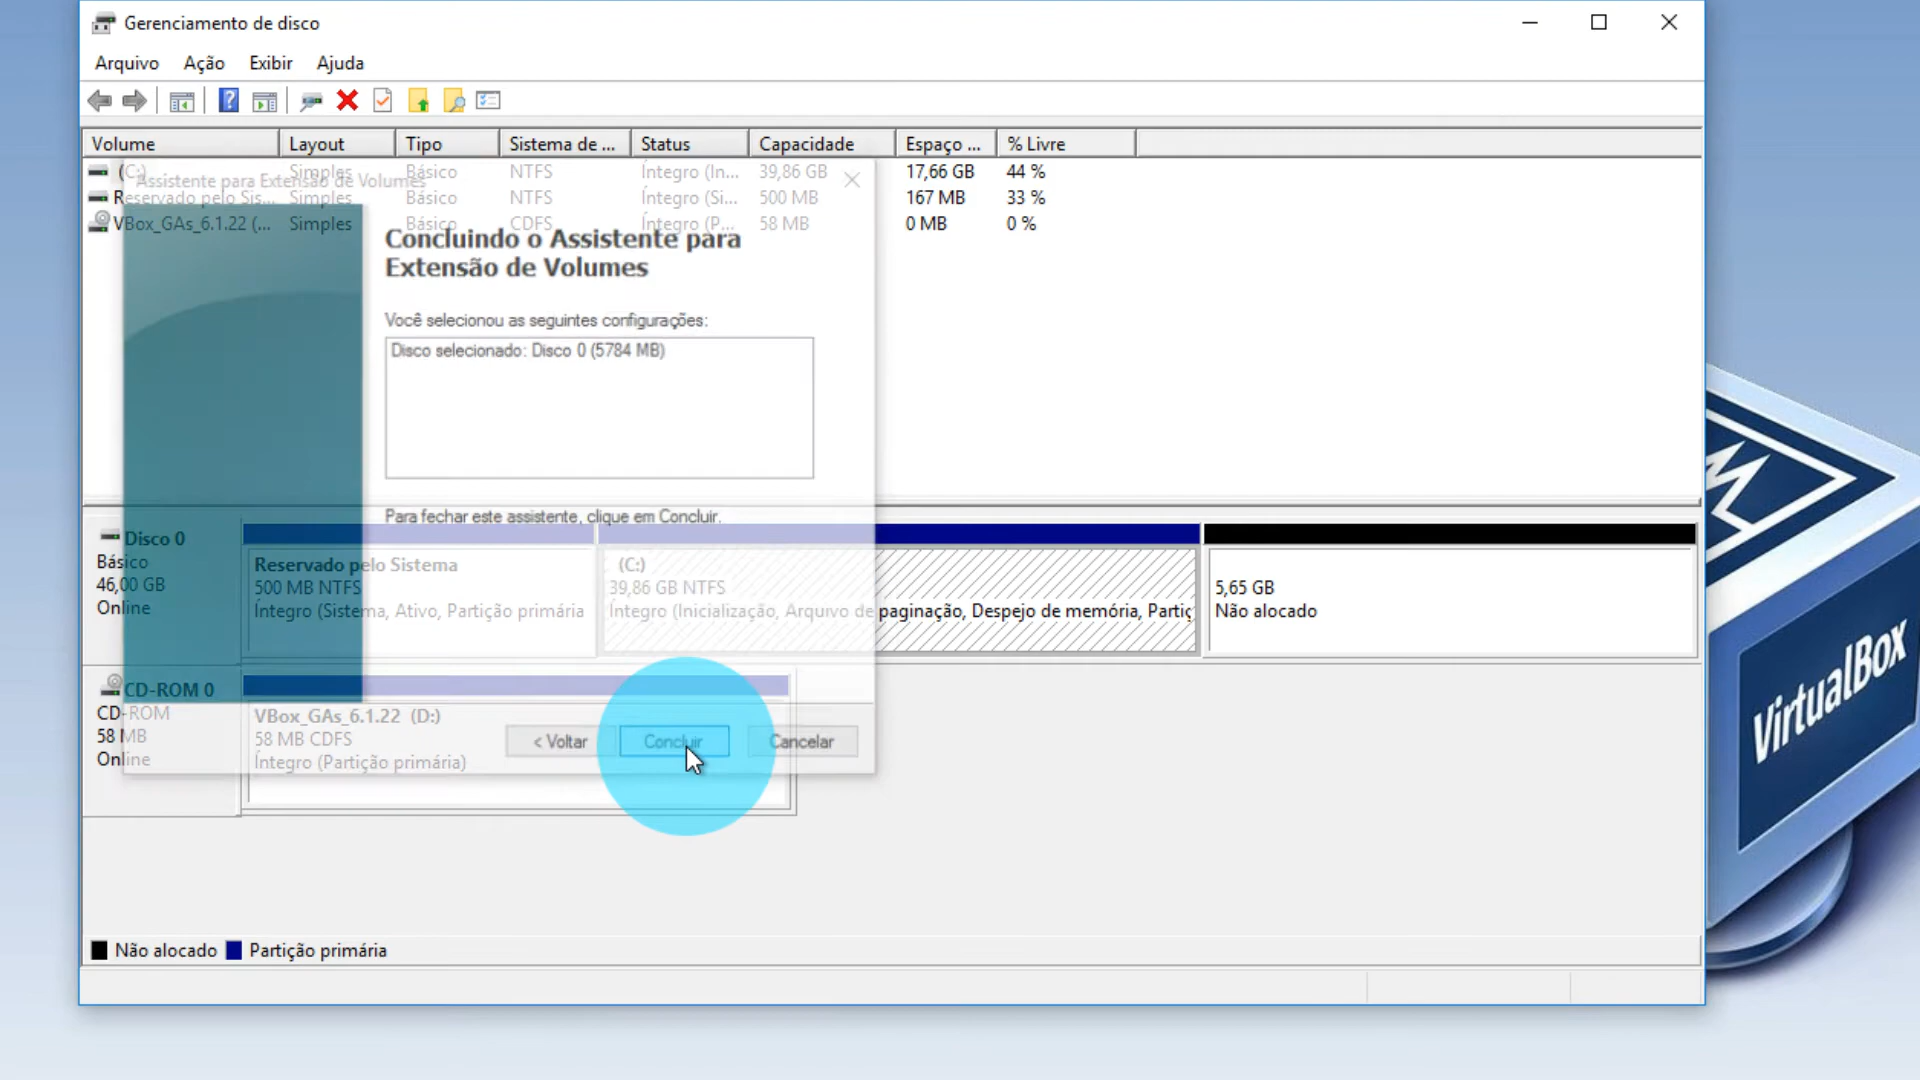 Gerenciamento de disco
Arquivo Ação Exibir Ajuda
Volume Layout Tipo Sistema de ... Status Capacidade Espaço ... % Livre
(C:) Simples Básico NTFS Íntegro (In... 39,86 GB 17,66 GB 44 %
Reservado pelo Sis... Simples Básico NTFS Íntegro (Si... 500 MB 167 MB 33 %
VBox_GAs_6.1.22 (... Simples Básico CDFS Íntegro (P... 58 MB 0 MB 0 %
Assistente para Extensão de Volumes
Concluindo o Assistente para
Extensão de Volumes
Você selecionou as seguintes configurações:
Disco selecionado: Disco 0 (5784 MB)
Para fechar este assistente, clique em Concluir.
< Voltar Concluir Cancelar
Disco 0
Básico
46,00 GB
Online
Reservado pelo Sistema
500 MB NTFS
Íntegro (Sistema, Ativo, Partição primária
(C:)
39,86 GB NTFS
Íntegro (Inicialização, Arquivo de paginação, Despejo de memória, Partiç
5,65 GB
Não alocado
CD-ROM 0
CD-ROM
58 MB
Online
VBox_GAs_6.1.22 (D:)
58 MB CDFS
Íntegro (Partição primária)
Não alocado Partição primária
VirtualBox